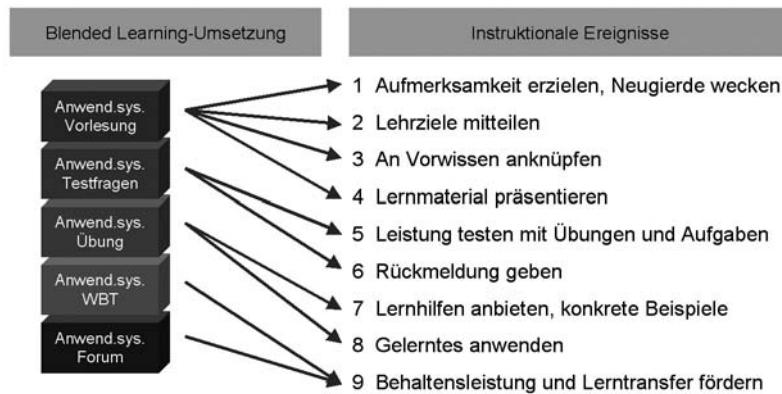 Blended Learning-Umsetzung
Instruktionale Ereignisse
Anwend.sys.
Vorlesung
Anwend.sys.
Testfragen
Anwend.sys.
Übung
Anwend.sys.
WBT
Anwend.sys.
Forum
1 Aufmerksamkeit erzielen, Neugierde wecken
2 Lehrziele mitteilen
3 An Vorwissen anknüpfen
4 Lernmaterial präsentieren
5 Leistung testen mit Übungen und Aufgaben
6 Rückmeldung geben
7 Lernhilfen anbieten, konkrete Beispiele
8 Gelerntes anwenden
9 Behaltensleistung und Lerntransfer fördern